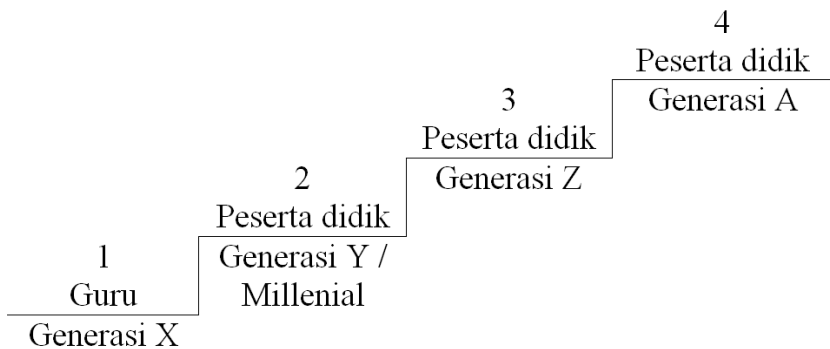 4
Peserta didik
Generasi A
3
Peserta didik
Generasi Z
2
Peserta didik
Generasi Y /
Millenial
1
Guru
Generasi X